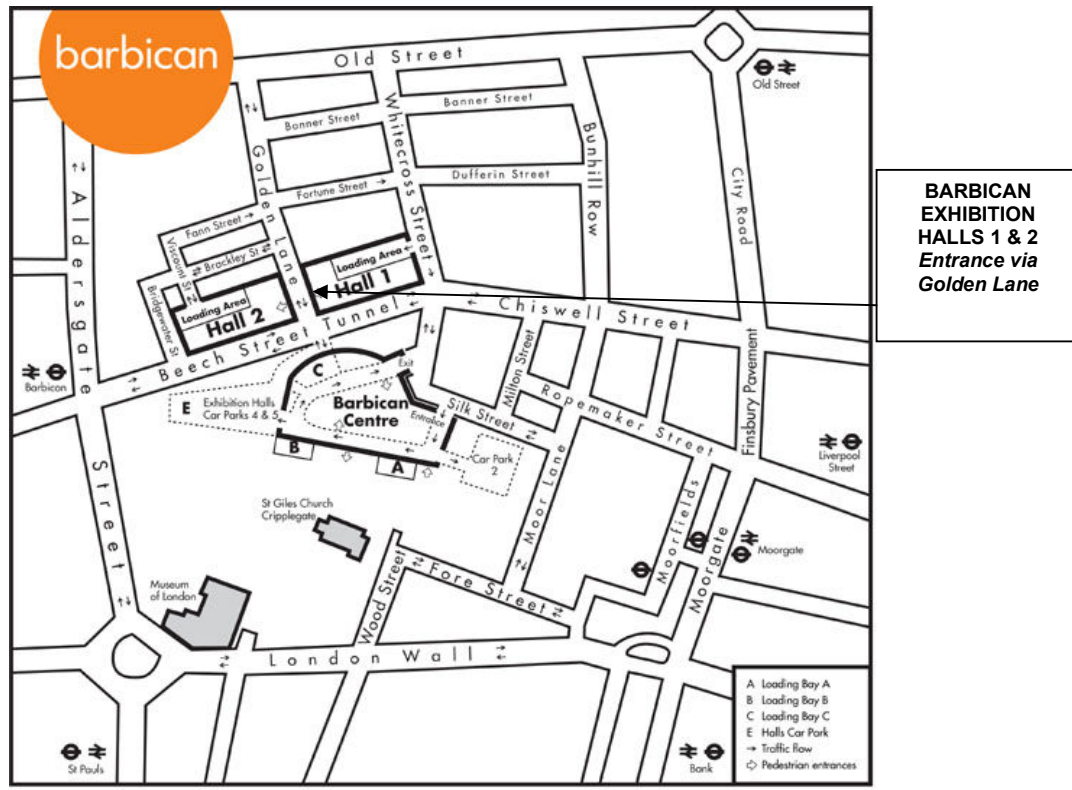 barbican
Old Street
Old Street
Banner Street
Bonner Street
Whitecross Street
Golden Lane
Bunhill Row
City Road
Dufferin Street
Fortune Street
Fann Street
Viscount St
Brackley St
Bridgewater St
Aldersgate
Street
Loading Area
Hall 1
Loading Area
Hall 2
BARBICAN
EXHIBITION
HALLS 1 & 2
Entrance via
Golden Lane
Beech Street Tunnel
Chiswell Street
Barbican
C
Exit
Milton Street
Ropemaker Street
Finsbury Pavement
E
Exhibition Halls
Car Parks 4 & 5
Barbican
Centre
Entrance
Silk Street
B
A
Car Park
2
Moor Lane
Liverpool
Street
St Giles Church
Cripplegate
Moorfields
Moorgate
Moorgate
Museum
of London
Wood Street
Fore Street
London Wall
St Pauls
Bank
A Loading Bay A
B Loading Bay B
C Loading Bay C
E Halls Car Park
→ Traffic flow
⇨ Pedestrian entrances